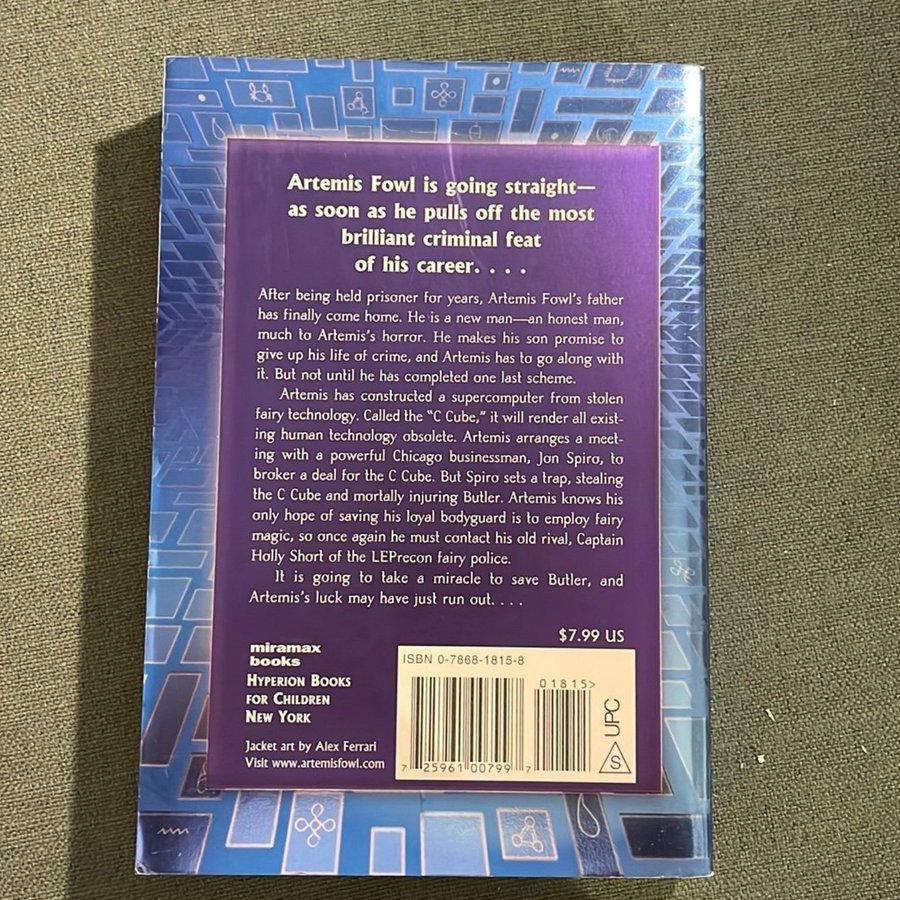 Artemis Fowl is going straight—
as soon as he pulls off the most
brilliant criminal feat
of his career. . . .
After being held prisoner for years, Artemis Fowl's father
has finally come home. He is a new man—an honest man,
much to Artemis's horror. He makes his son promise to
give up his life of crime, and Artemis has to go along with
it. But not until he has completed one last scheme.
Artemis has constructed a supercomputer from stolen
fairy technology. Called the "C Cube," it will render all exist-
ing human technology obsolete. Artemis arranges a meet-
ing with a powerful Chicago businessman, Jon Spiro, to
broker a deal for the C Cube. But Spiro sets a trap, stealing
the C Cube and mortally injuring Butler. Artemis knows his
only hope of saving his loyal bodyguard is to employ fairy
magic, so once again he must contact his old rival, Captain
Holly Short of the LEPrecon fairy police.
It is going to take a miracle to save Butler, and
Artemis's luck may have just run out. . . .
$7.99 US
miramax
books
HYPERION BOOKS
FOR CHILDREN
NEW YORK
Jacket art by Alex Ferrari
Visit www.artemisfowl.com
ISBN 0-7868-1815-8
01815>
7 25961 00799 7
S UPC